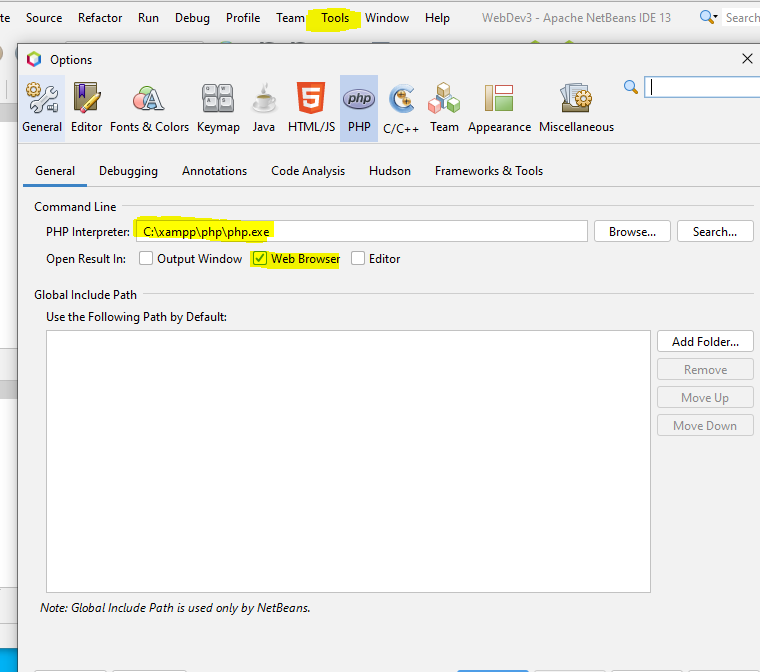 te Source Refactor Run Debug Profile Team Tools Window Help WebDev3 - Apache NetBeans IDE 13 Search
Options
General Editor Fonts & Colors Keymap Java HTML/JS PHP C/C++ Team Appearance Miscellaneous
General Debugging Annotations Code Analysis Hudson Frameworks & Tools
Command Line
PHP Interpreter: C:\xampp\php\php.exe Browse... Search...
Open Result In: Output Window Web Browser Editor
Global Include Path
Use the Following Path by Default:
Add Folder...
Remove
Move Up
Move Down
Note: Global Include Path is used only by NetBeans.